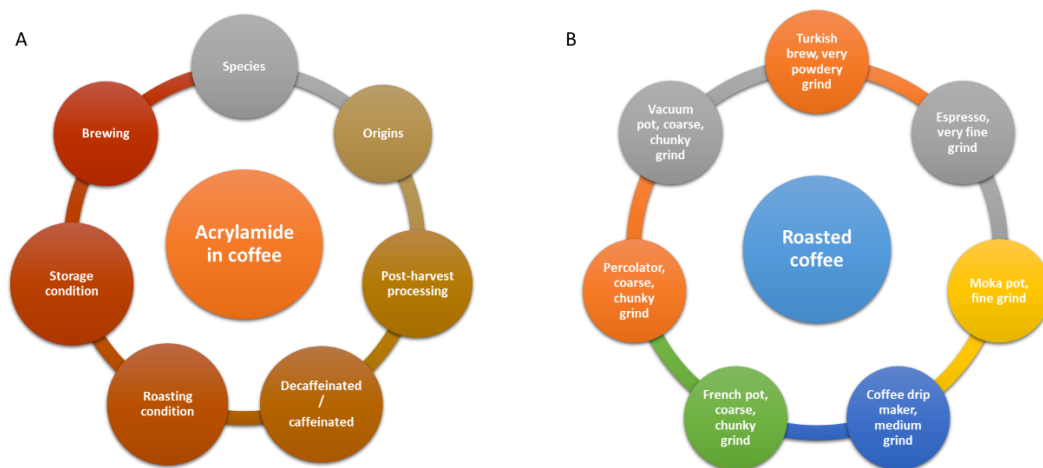 A
Species
Origins
Post-harvest
processing
Decaffeinated
/
caffeinated
Roasting
condition
Storage
condition
Brewing
Acrylamide
in coffee
B
Turkish
brew, very
powdery
grind
Espresso,
very fine
grind
Moka pot,
fine grind
Coffee drip
maker,
medium
grind
French pot,
coarse,
chunky
grind
Percolator,
coarse,
chunky
grind
Vacuum
pot, coarse,
chunky
grind
Roasted
coffee